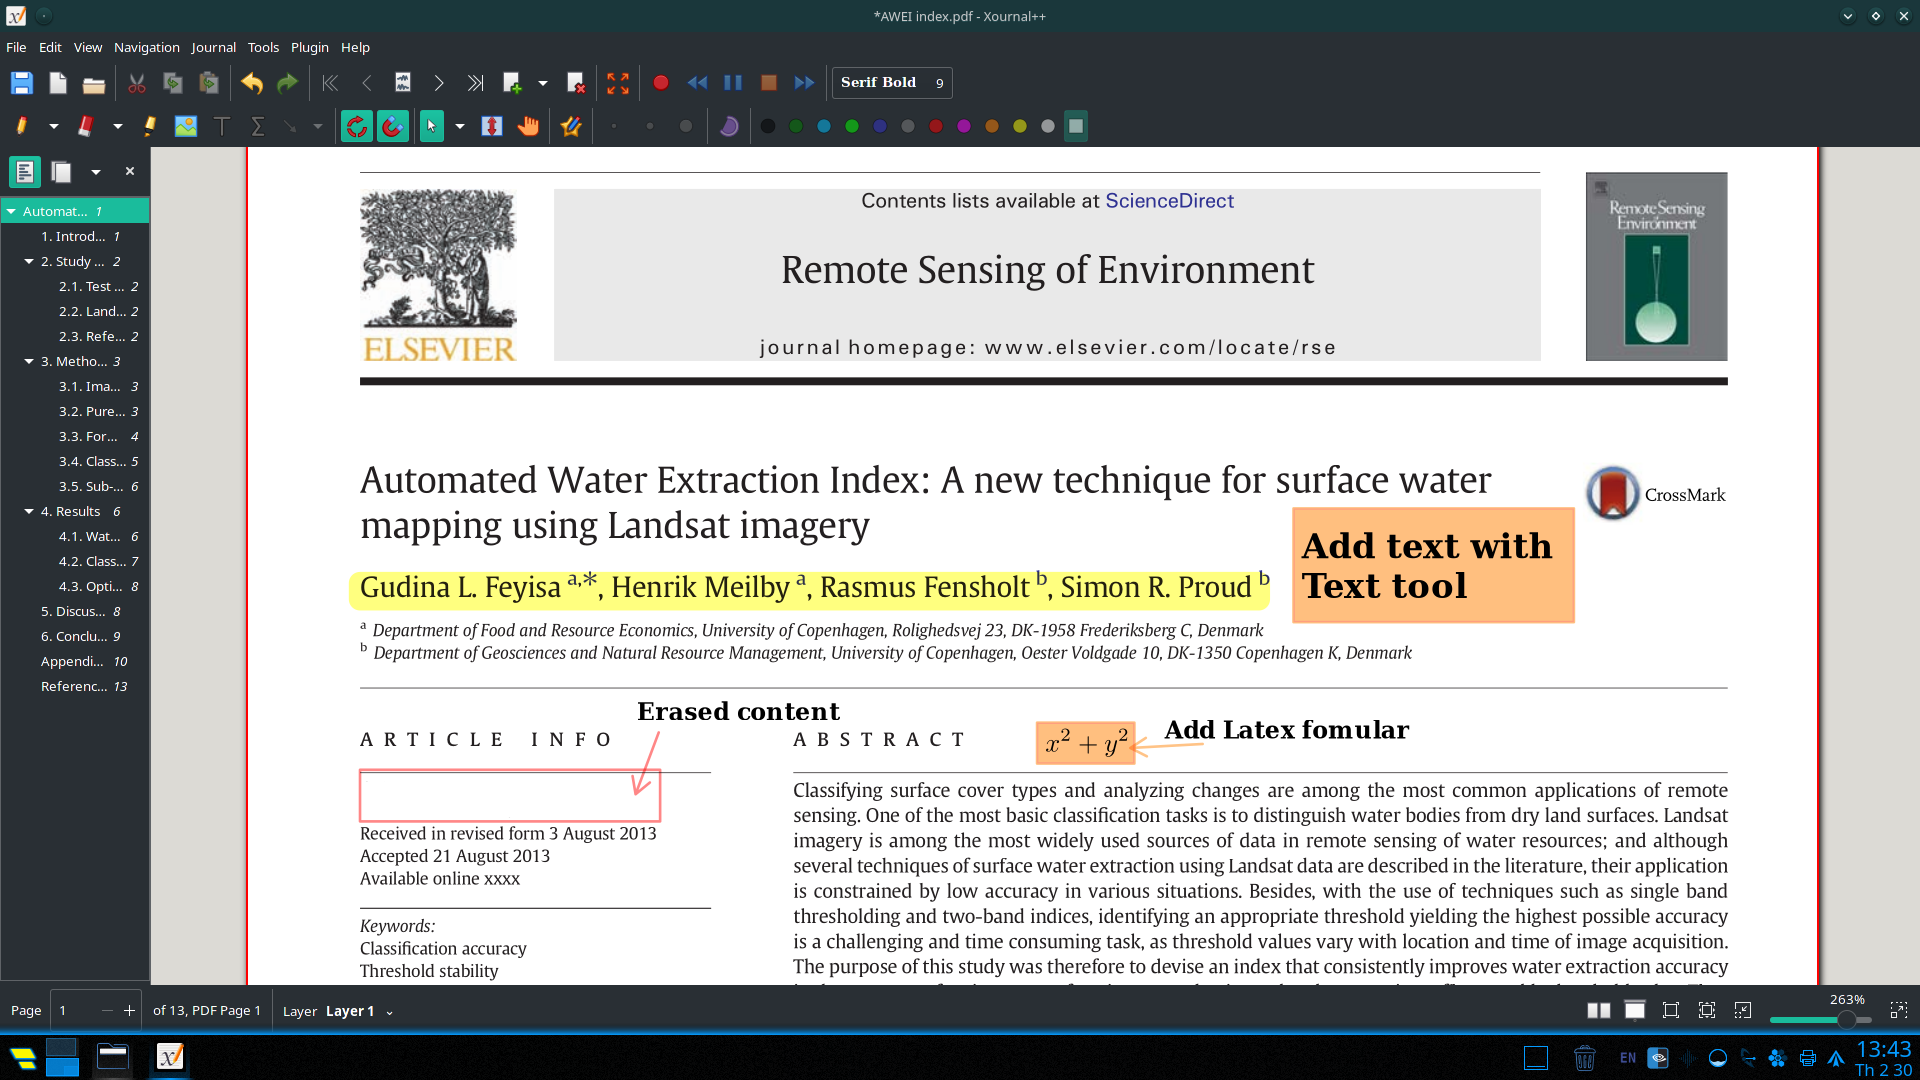 *AWEI index.pdf - Xournal++
File Edit View Navigation Journal Tools Plugin Help
Serif Bold 9
Automat... 1
1. Introd... 1
2. Study ... 2
2.1. Test ... 2
2.2. Land... 2
2.3. Refe... 2
3. Metho... 3
3.1. Ima... 3
3.2. Pure... 3
3.3. For... 4
3.4. Class... 5
3.5. Sub-... 6
4. Results 6
4.1. Wat... 6
4.2. Class... 7
4.3. Opti... 8
5. Discus... 8
6. Conclu... 9
Appendi... 10
Referenc... 13
ELSEVIER
Contents lists available at ScienceDirect
Remote Sensing of Environment
journal homepage: www.elsevier.com/locate/rse
Remote Sensing
Environment
Automated Water Extraction Index: A new technique for surface water
mapping using Landsat imagery
CrossMark
Add text with
Text tool
Gudina L. Feyisa a,*, Henrik Meilby a, Rasmus Fensholt b, Simon R. Proud b
a Department of Food and Resource Economics, University of Copenhagen, Rolighedsvej 23, DK-1958 Frederiksberg C, Denmark
b Department of Geosciences and Natural Resource Management, University of Copenhagen, Oester Voldgade 10, DK-1350 Copenhagen K, Denmark
Erased content
ARTICLE INFO
Received in revised form 3 August 2013
Accepted 21 August 2013
Available online xxxx
Keywords:
Classification accuracy
Threshold stability
ABSTRACT
x² + y²
Add Latex fomular
Classifying surface cover types and analyzing changes are among the most common applications of remote
sensing. One of the most basic classification tasks is to distinguish water bodies from dry land surfaces. Landsat
imagery is among the most widely used sources of data in remote sensing of water resources; and although
several techniques of surface water extraction using Landsat data are described in the literature, their application
is constrained by low accuracy in various situations. Besides, with the use of techniques such as single band
thresholding and two-band indices, identifying an appropriate threshold yielding the highest possible accuracy
is a challenging and time consuming task, as threshold values vary with location and time of image acquisition.
The purpose of this study was therefore to devise an index that consistently improves water extraction accuracy
Page 1 of 13, PDF Page 1 Layer Layer 1
263%
EN
13:43
Th 2 30